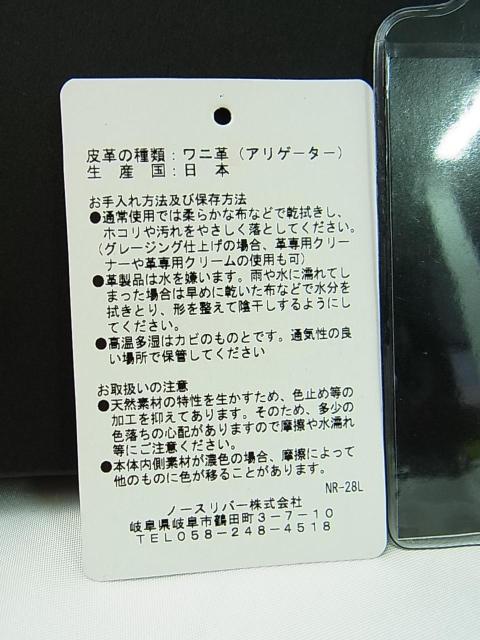 皮革の種類：ワニ革（アリゲーター）
生産国：日本
お手入れ方法及び保存方法
●通常使用では柔らかな布などで乾拭きし、
ホコリや汚れをやさしく落としてください。
（グレージング仕上げの場合、革専用クリー
ナーや革専用クリームの使用も可）
●革製品は水を嫌います。雨や水に濡れてし
まった場合は早めに乾いた布などで水分を
拭きとり、形を整えて陰干しするようにし
てください。
●高温多湿はカビのものとです。通気性の良
い場所で保管してください
お取扱いの注意
●天然素材の特性を生かすため、色止め等の
加工を抑えてあります。そのため、多少の
色落ちの心配がありますので摩擦や水濡れ
等にご注意ください。
●本体内側素材が濃色の場合、摩擦によって
他のものに色が移ることがあります。
NR-28L
ノースリバー株式会社
岐阜県岐阜市鶴田町3-7-10
TEL058-248-4518